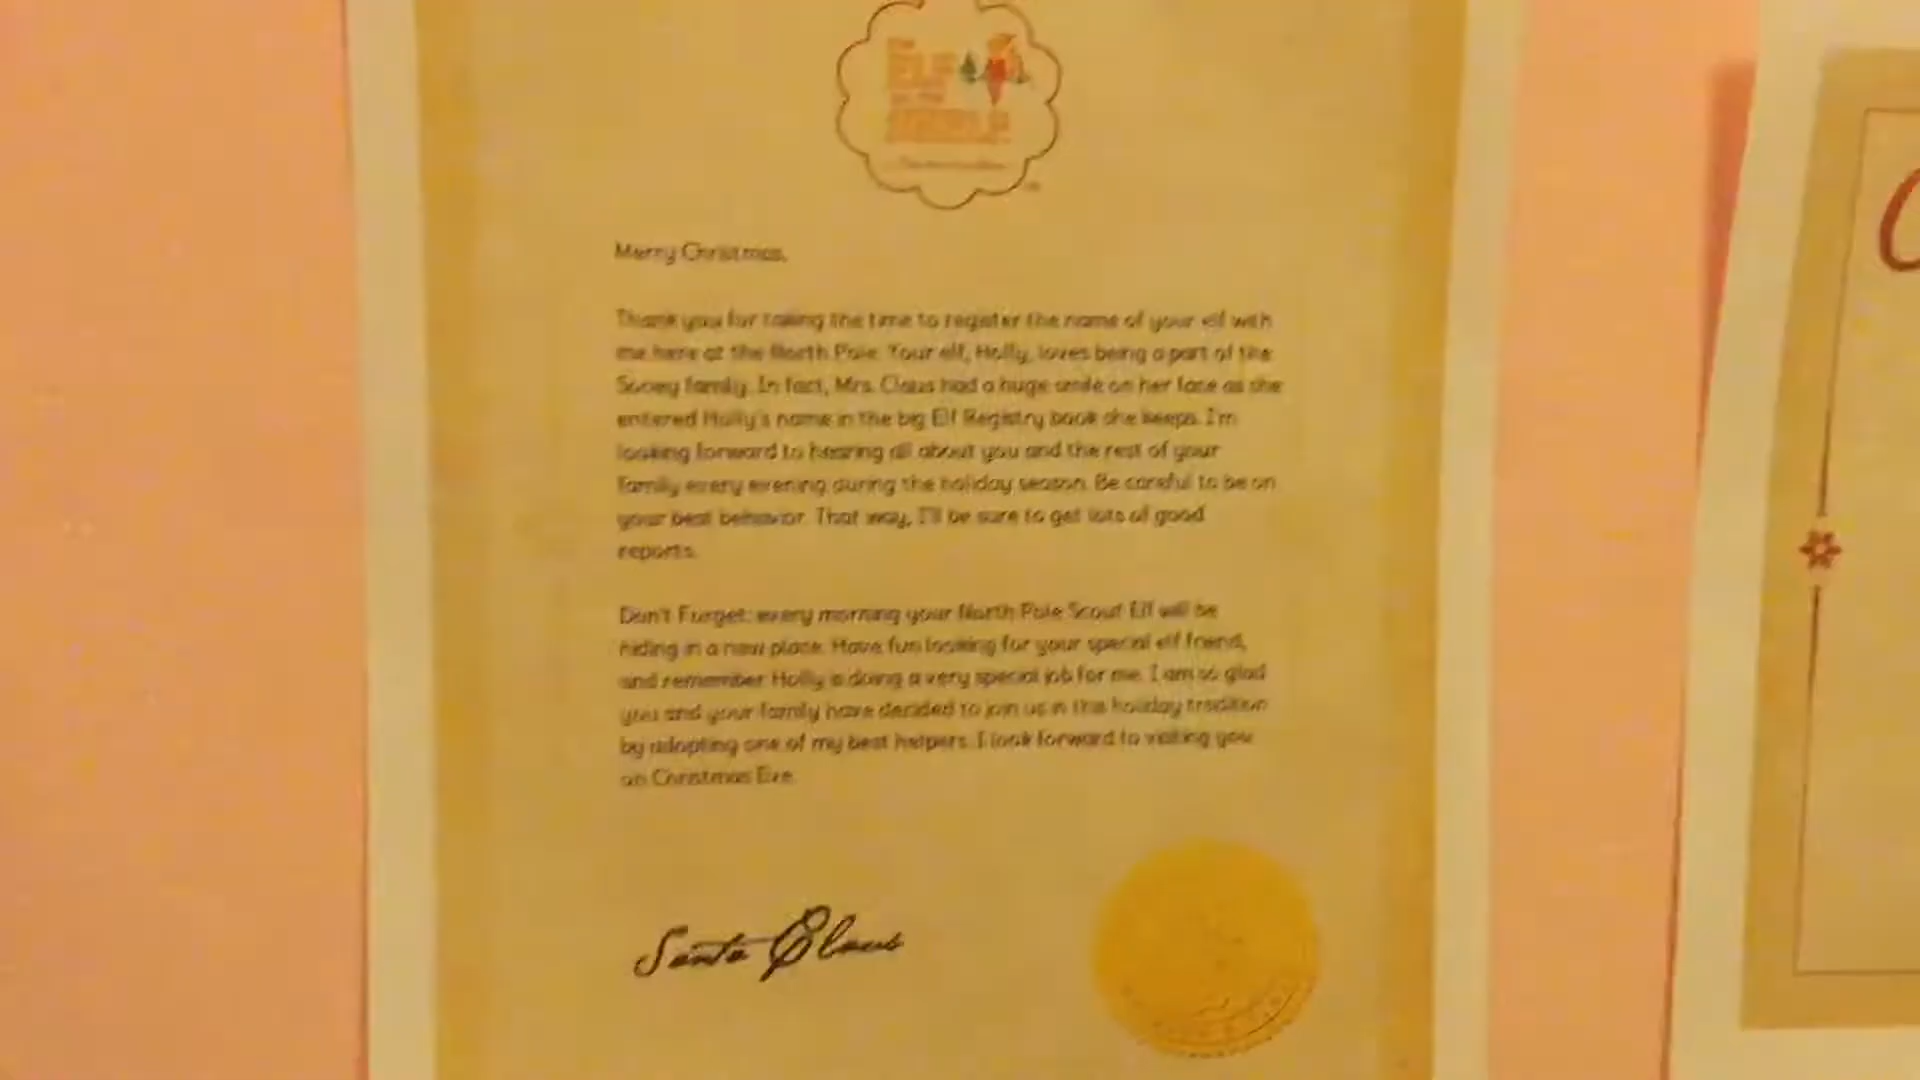 THE
ELF
ON THE
SHELF
Merry Christmas,
Thank you for taking the time to register the name of your elf with
me here at the North Pole. Your elf, Holly, loves being a part of the
Sooey family. In fact, Mrs. Claus had a huge smile on her face as she
entered Holly's name in the big Elf Registry book she keeps. I'm
looking forward to hearing all about you and the rest of your
family every evening during the holiday season. Be careful to be on
your best behavior. That way, I'll be sure to get lots of good
reports.
Don't Forget: every morning your North Pole Scout Elf will be
hiding in a new place. Have fun looking for your special elf friend,
and remember Holly is doing a very special job for me. I am so glad
you and your family have decided to join us in this holiday tradition
by adopting one of my best helpers. I look forward to visiting you
on Christmas Eve.
Santa Claus